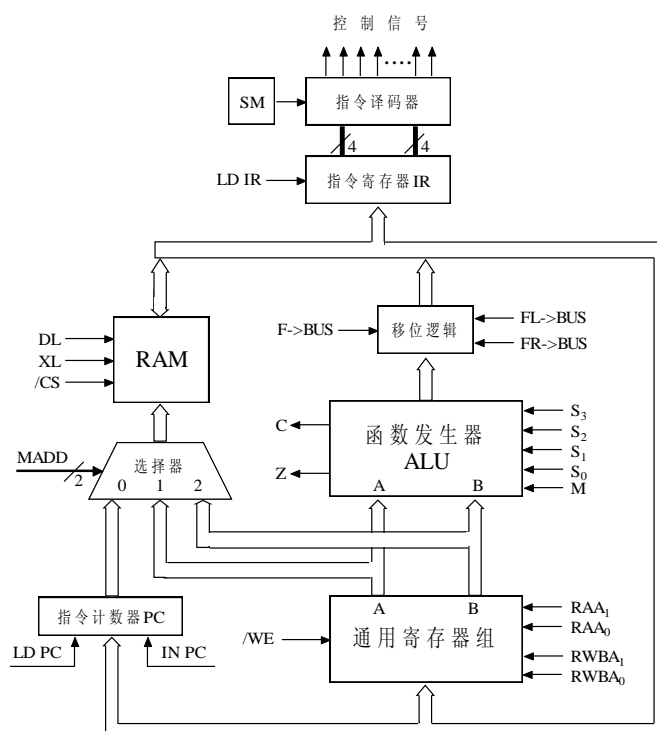 控制信号
SM
指令译码器
4
4
LD IR
指令寄存器IR
DL
XL
/CS
RAM
F->BUS
移位逻辑
FL->BUS
FR->BUS
MADD
2
选择器
0 1 2
C
Z
函数发生器
ALU
A B
S3
S2
S1
S0
M
指令计数器PC
LD PC
IN PC
/WE
A B
通用寄存器组
RAA1
RAA0
RWBA1
RWBA0